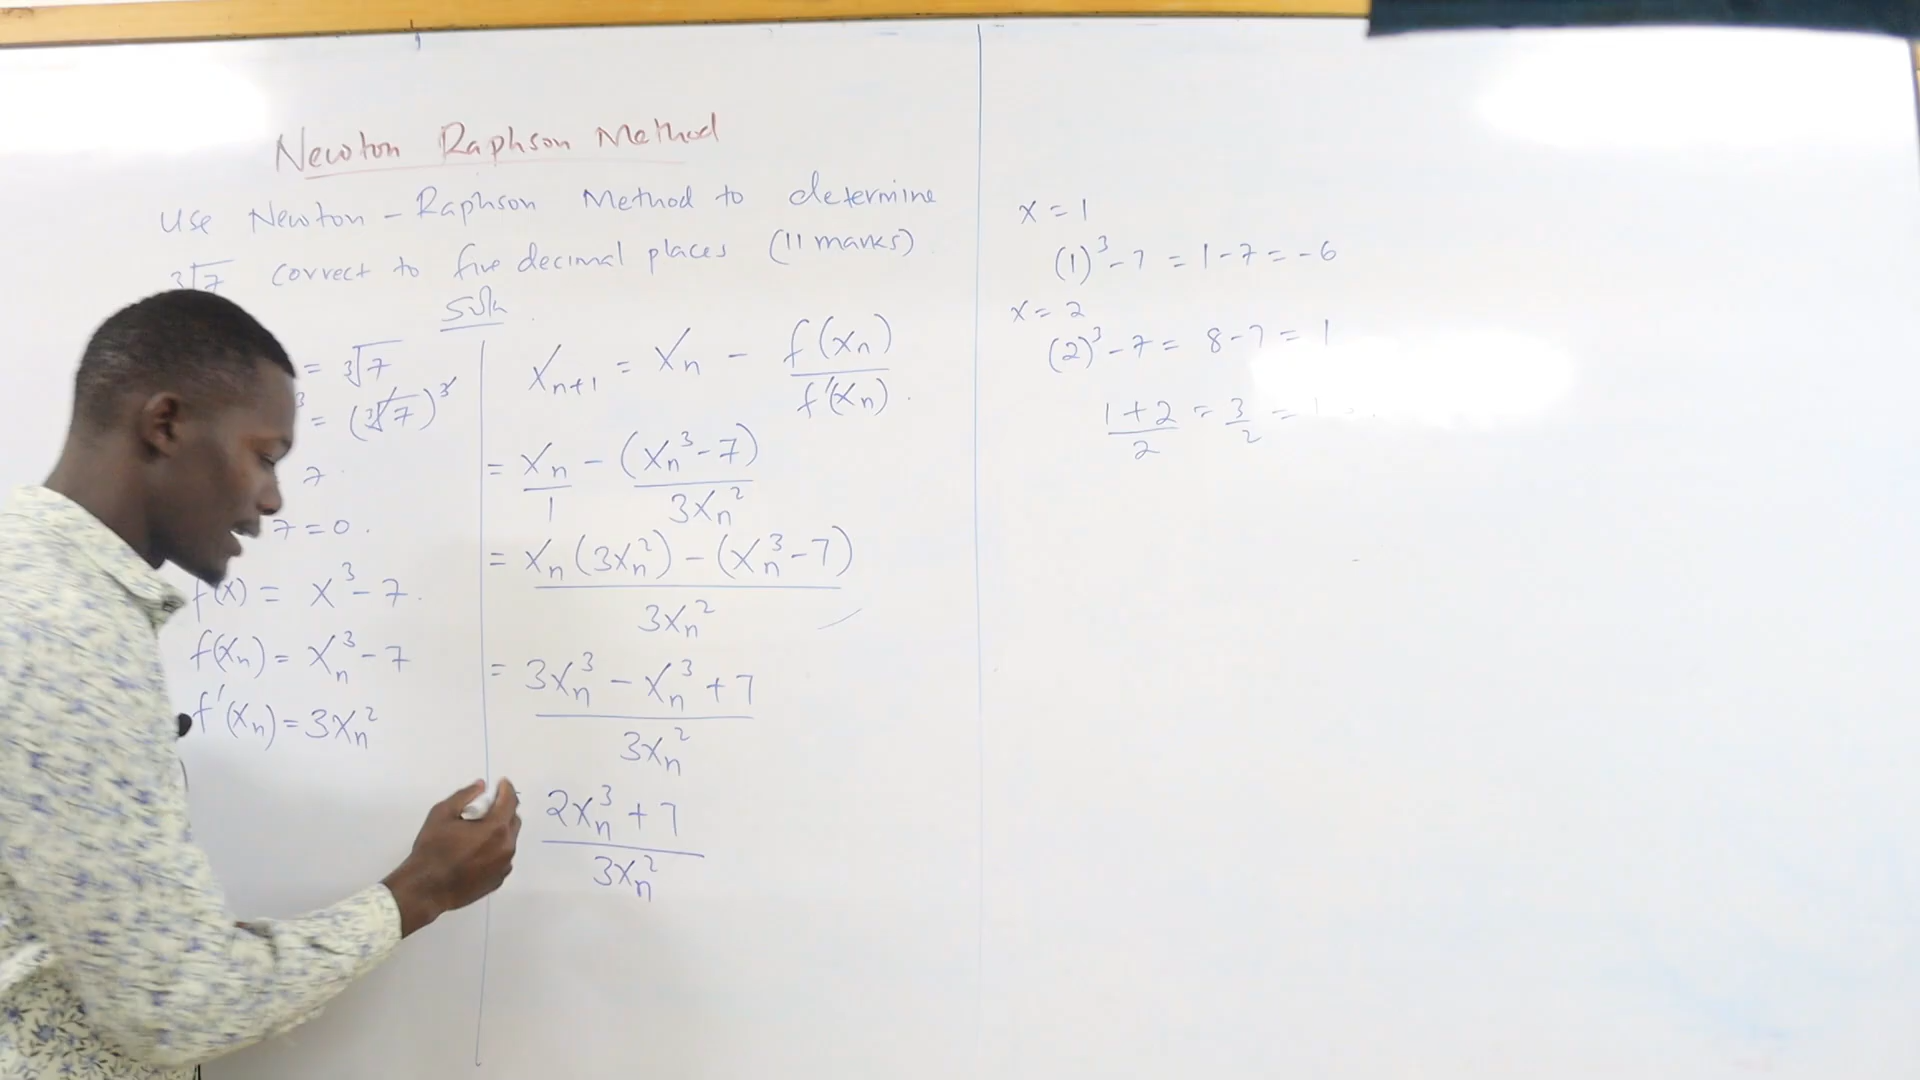 Newton Raphson Method
Use Newton - Raphson Method to determine
∛7 correct to five decimal places (11 marks).
Soln
= ∛7
³ = (∛7)³
7
7 = 0.
f(x) = x³ - 7.
f(xₙ) = xₙ³ - 7
f'(xₙ) = 3xₙ²
xₙ₊₁ = xₙ - f(xₙ)/f'(xₙ).
= xₙ/1 - (xₙ³ - 7)/3xₙ²
= xₙ(3xₙ²) - (xₙ³ - 7)/3xₙ²
= 3xₙ³ - xₙ³ + 7/3xₙ²
2xₙ³ + 7/3xₙ²
x = 1
(1)³ - 7 = 1 - 7 = - 6
x = 2
(2)³ - 7 = 8 - 7 = 1
1 + 2/2 = 3/2 =